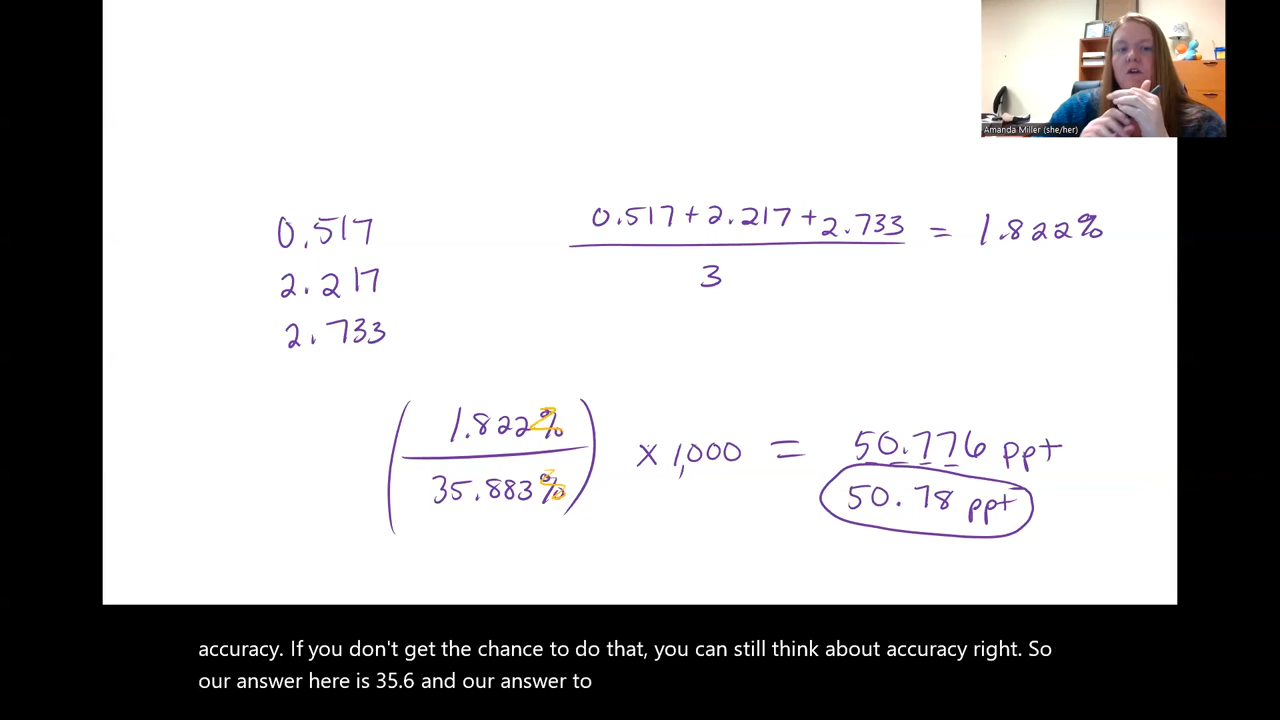 Amanda Miller (she/her)
0.517
2.217
2.733
0.517 + 2.217 + 2.733
3
= 1.822%
(1.822%
35.883%) x 1,000 = 50.776 ppt
50.78 ppt
accuracy. If you don't get the chance to do that, you can still think about accuracy right. So
our answer here is 35.6 and our answer to